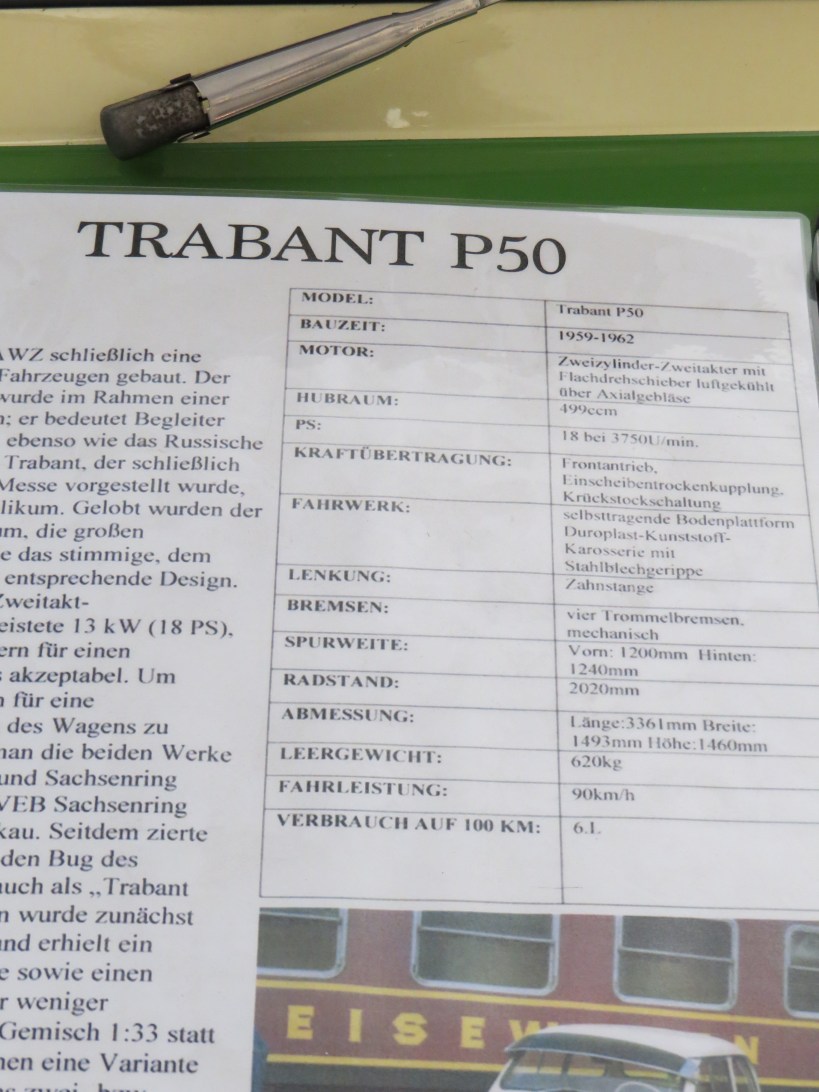 TRABANT P50
WZ schließlich eine
Fahrzeugen gebaut. Der
wurde im Rahmen einer
; er bedeutet Begleiter
ebenso wie das Russische
Trabant, der schließlich
Messe vorgestellt wurde,
likum. Gelobt wurden der
um, die großen
e das stimmige, dem
entsprechende Design.
Zweitakt-
eistete 13 kW (18 PS),
ern für einen
akzeptabel. Um
für eine
des Wagens zu
man die beiden Werke
und Sachsenring
VEB Sachsenring
kau. Seitdem zierte
den Bug des
auch als „Trabant
n wurde zunächst
und erhielt ein
e sowie einen
r weniger
Gemisch 1:33 statt
nen eine Variante
MODEL: Trabant P50
BAUZEIT: 1959-1962
MOTOR: Zweizylinder-Zweitakter mit
Flachdrehschieber luftgekühlt
über Axialgebläse
HUBRAUM: 499ccm
PS: 18 bei 3750U/min.
KRAFTÜBERTRAGUNG: Frontantrieb,
Einscheibentrockenkupplung,
Krückstockschaltung
FAHRWERK: selbsttragende Bodenplattform
Duroplast-Kunststoff-
Karosserie mit
Stahlblechgerippe
LENKUNG: Zahnstange
BREMSEN: vier Trommelbremsen,
mechanisch
SPURWEITE: Vorn: 1200mm Hinten:
1240mm
RADSTAND: 2020mm
ABMESSUNG: Länge:3361mm Breite:
1493mm Höhe:1460mm
LEERGEWICHT: 620kg
FAHRLEISTUNG: 90km/h
VERBRAUCH AUF 100 KM: 6.L
EISEW